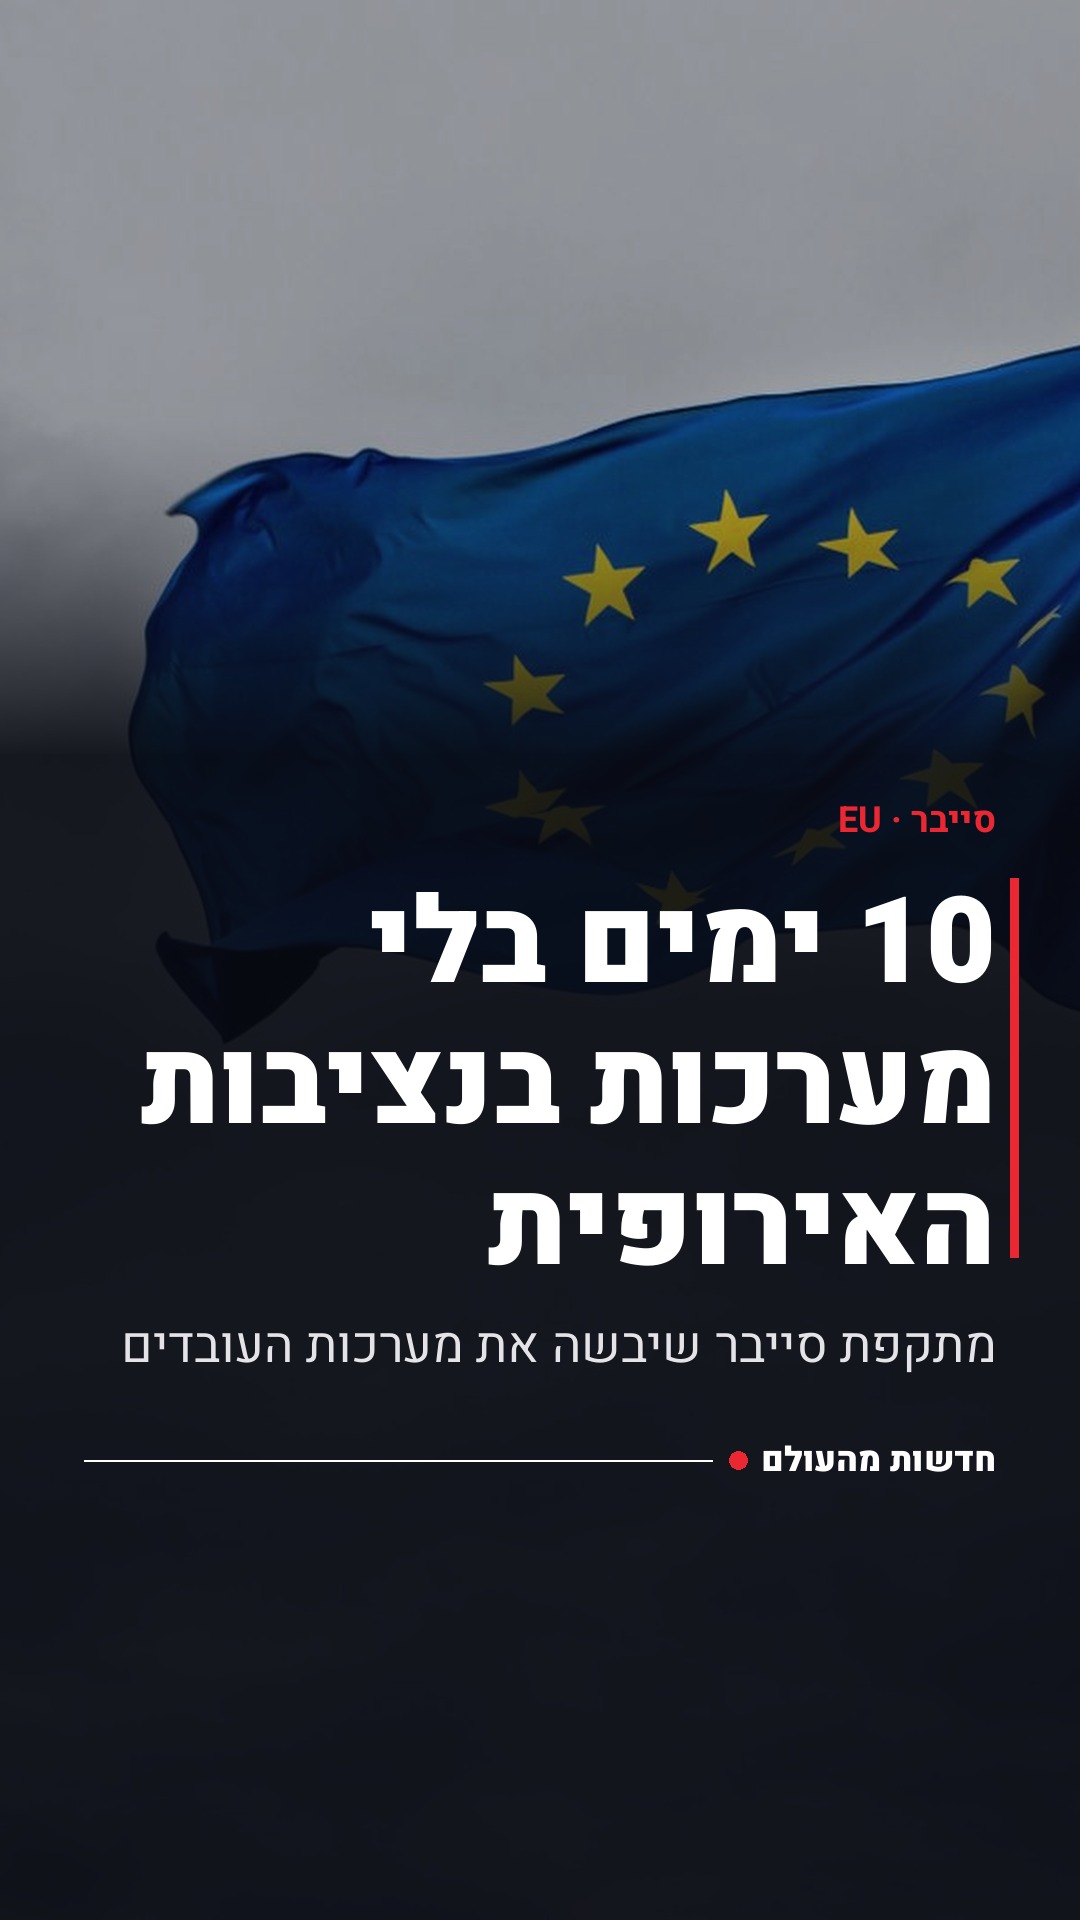 סייבר · EU
10 ימים בלי
מערכות בנציבות
האירופית
מתקפת סייבר שיבשה את מערכות העובדים
חדשות מהעולם